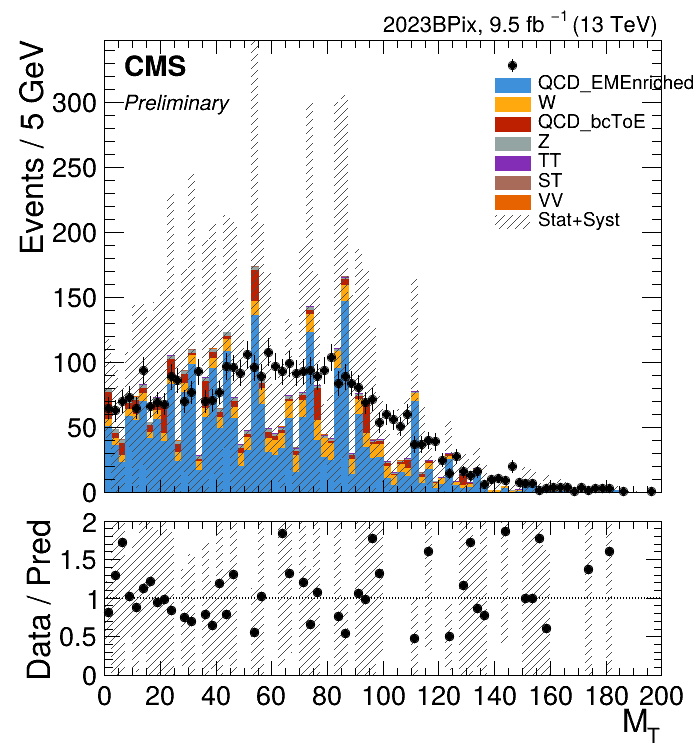 2023BPix, 9.5 fb⁻¹ (13 TeV)
CMS
Preliminary
QCD_EMEnriched
W
QCD_bcToE
Z
TT
ST
VV
Stat+Syst
Events / 5 GeV
300
250
200
150
100
50
0
Data / Pred
2
1.5
1
0.5
0
0 20 40 60 80 100 120 140 160 180 200
M_T